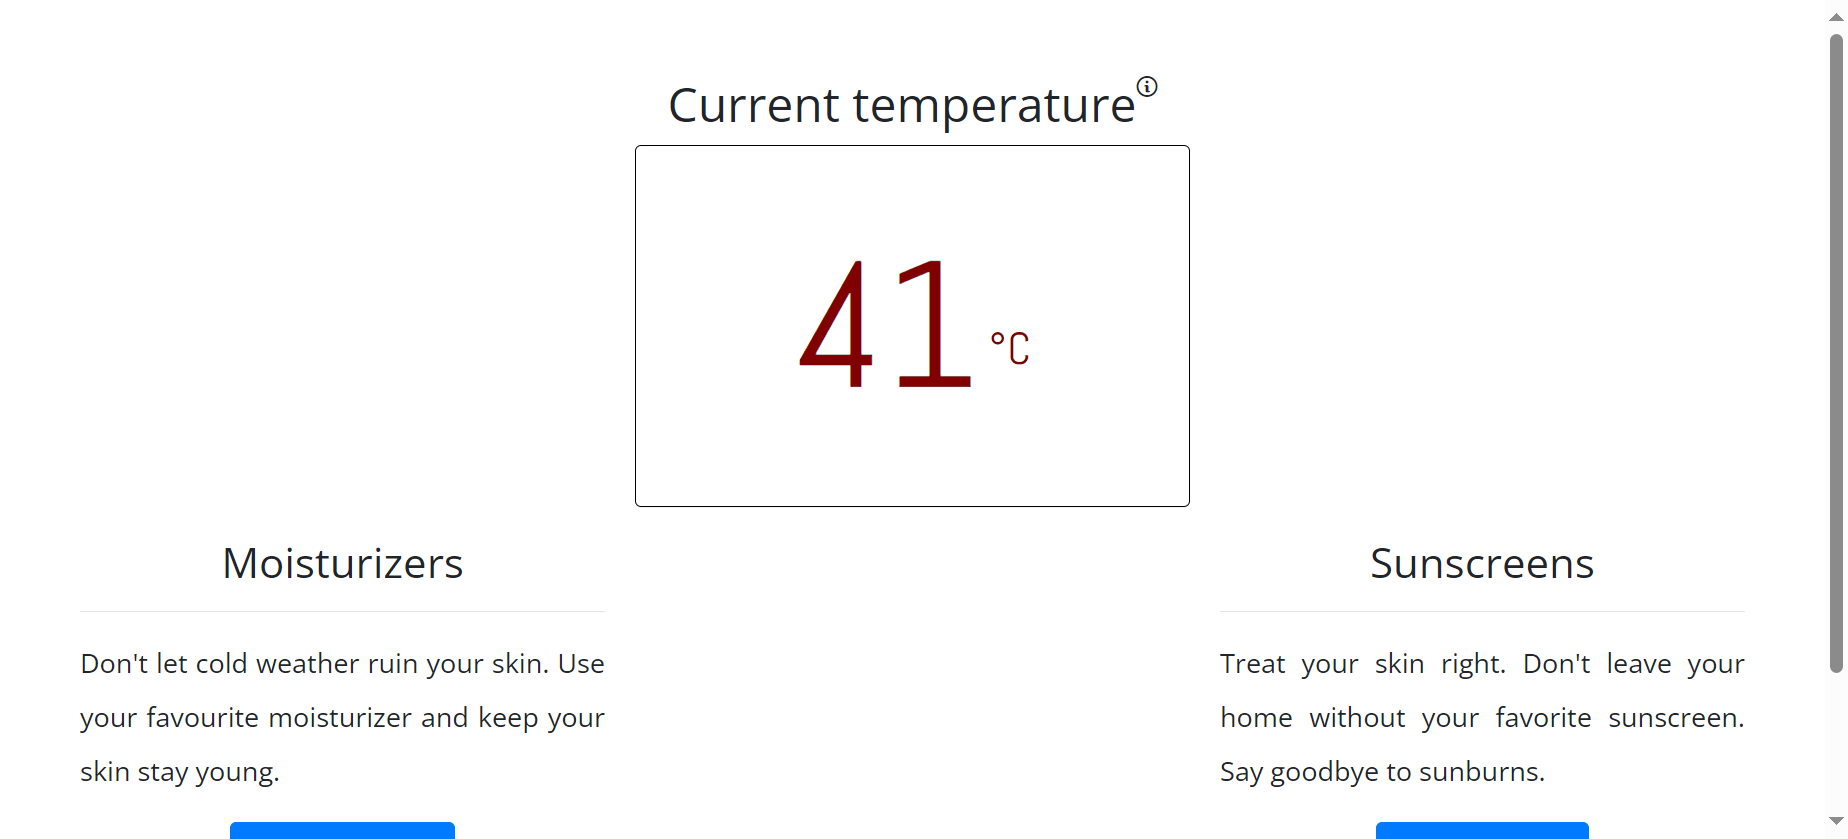 Current temperature
41 °C
Moisturizers
Don't let cold weather ruin your skin. Use
your favourite moisturizer and keep your
skin stay young.
Sunscreens
Treat your skin right. Don't leave your
home without your favorite sunscreen.
Say goodbye to sunburns.